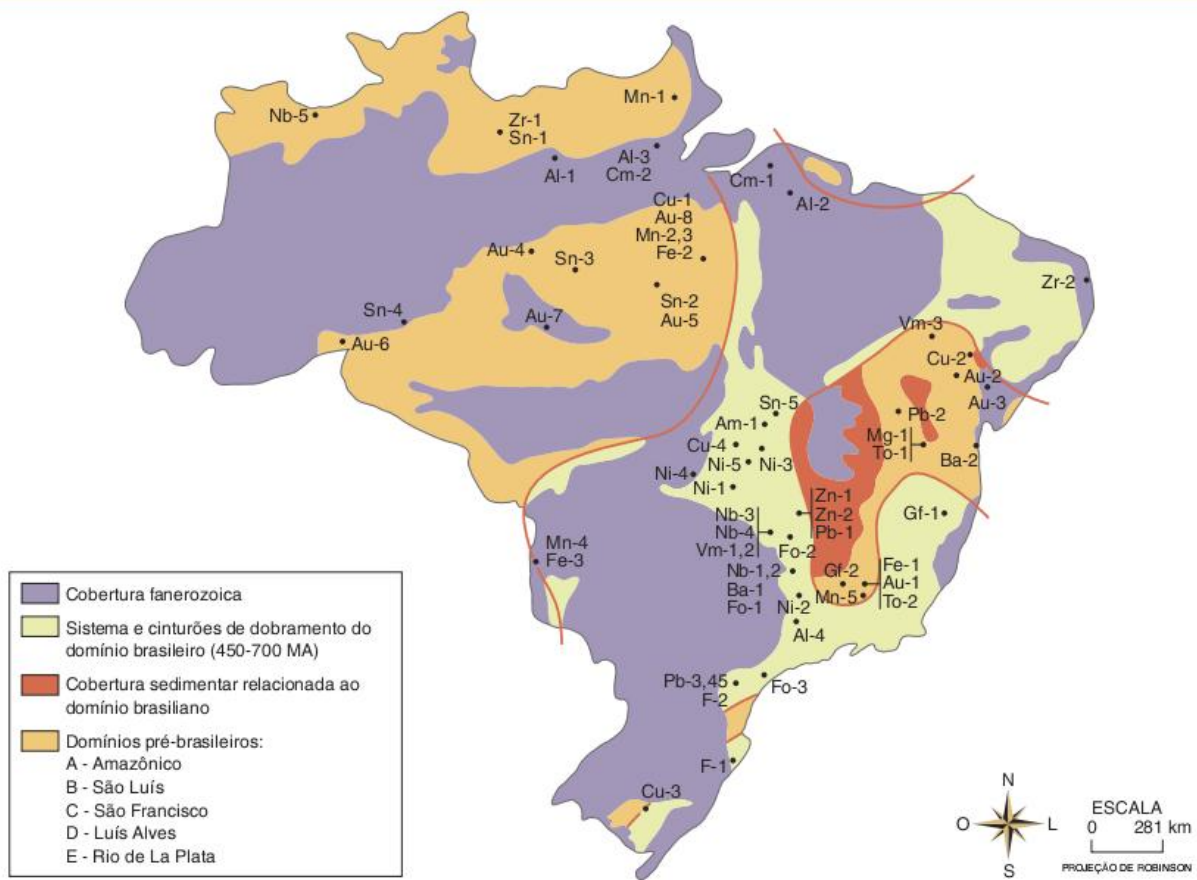 Nb-5
Mn-1
Zr-1
Sn-1
Al-1
Al-3
Cm-2
Cm-1
Al-2
Cu-1
Au-8
Mn-2,3
Fe-2
Au-4
Sn-3
Sn-2
Au-5
Sn-4
Au-7
Au-6
Zr-2
Vm-3
Cu-2
Au-2
Au-3
Pb-2
Mg-1
To-1
Ba-2
Sn-5
Am-1
Cu-4
Ni-5
Ni-3
Ni-4
Ni-1
Zn-1
Zn-2
Pb-1
Nb-3
Nb-4
Vm-1,2
Fo-2
Gf-1
Mn-4
Fe-3
Nb-1,2
Ba-1
Fo-1
Gf-2
Mn-5
Fe-1
Au-1
To-2
Ni-2
Al-4
Pb-3,45
F-2
Fo-3
F-1
Cu-3
Cobertura fanerozoica
Sistema e cinturões de dobramento do
domínio brasileiro (450-700 MA)
Cobertura sedimentar relacionada ao
domínio brasiliano
Domínios pré-brasileiros:
A - Amazônico
B - São Luís
C - São Francisco
D - Luís Alves
E - Rio de La Plata
N
O
L
S
ESCALA
0 281 km
PROJEÇÃO DE ROBINSON